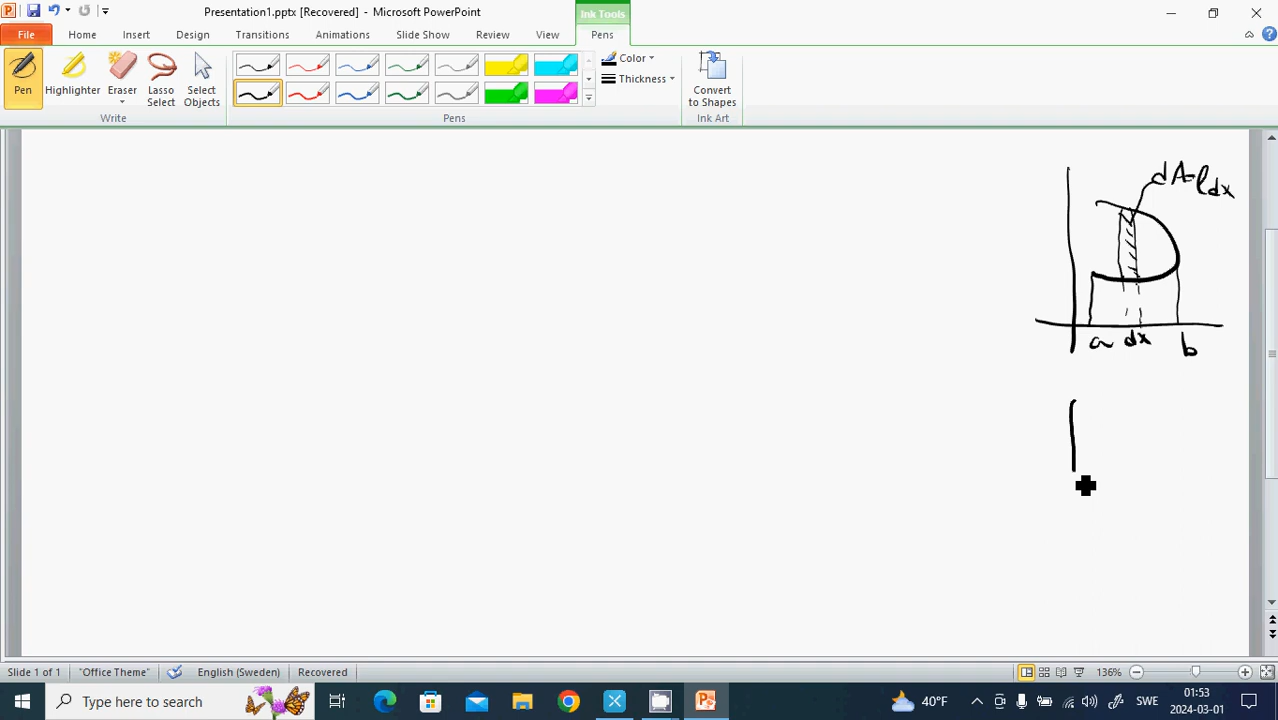 Presentation1.pptx [Recovered] - Microsoft PowerPoint
Ink Tools
File Home Insert Design Transitions Animations Slide Show Review View Pens
Pen Highlighter Eraser Lasso Select Select Objects
Color
Thickness
Convert to Shapes
Write Pens Ink Art
dA=ldx
a dx b
Slide 1 of 1 "Office Theme" English (Sweden) Recovered 136%
Type here to search 40°F SWE 01:53
2024-03-01